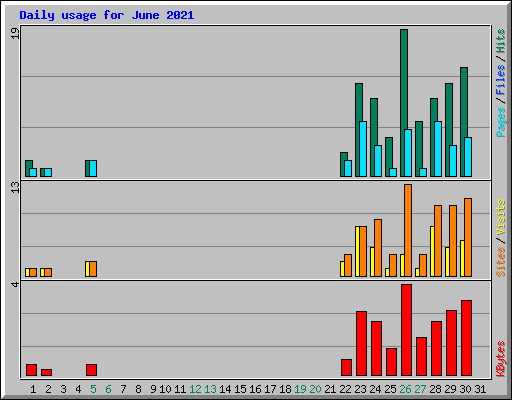 Daily usage for June 2021
19
13
4
Pages/Files/Hits
Sites/Visits
KBytes
1 2 3 4 5 6 7 8 9 10 11 12 13 14 15 16 17 18 19 20 21 22 23 24 25 26 27 28 29 30 31